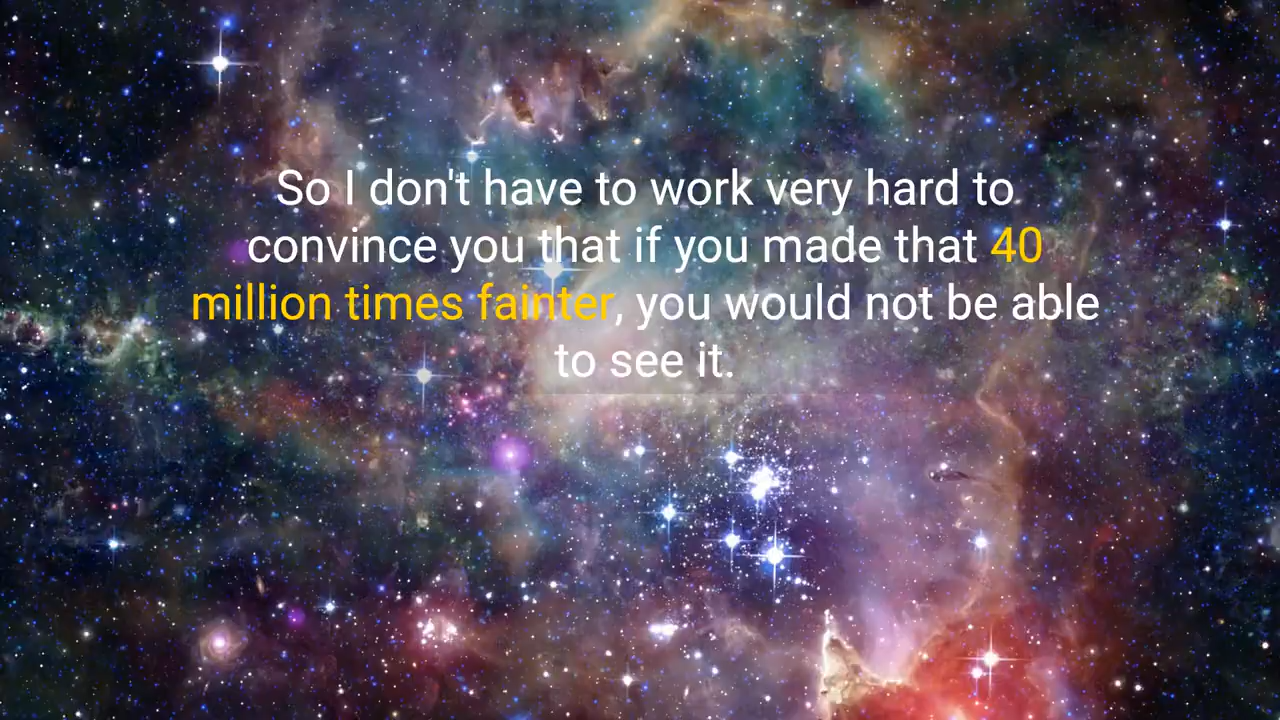 So I don't have to work very hard to
convince you that if you made that 40
million times fainter, you would not be able
to see it.